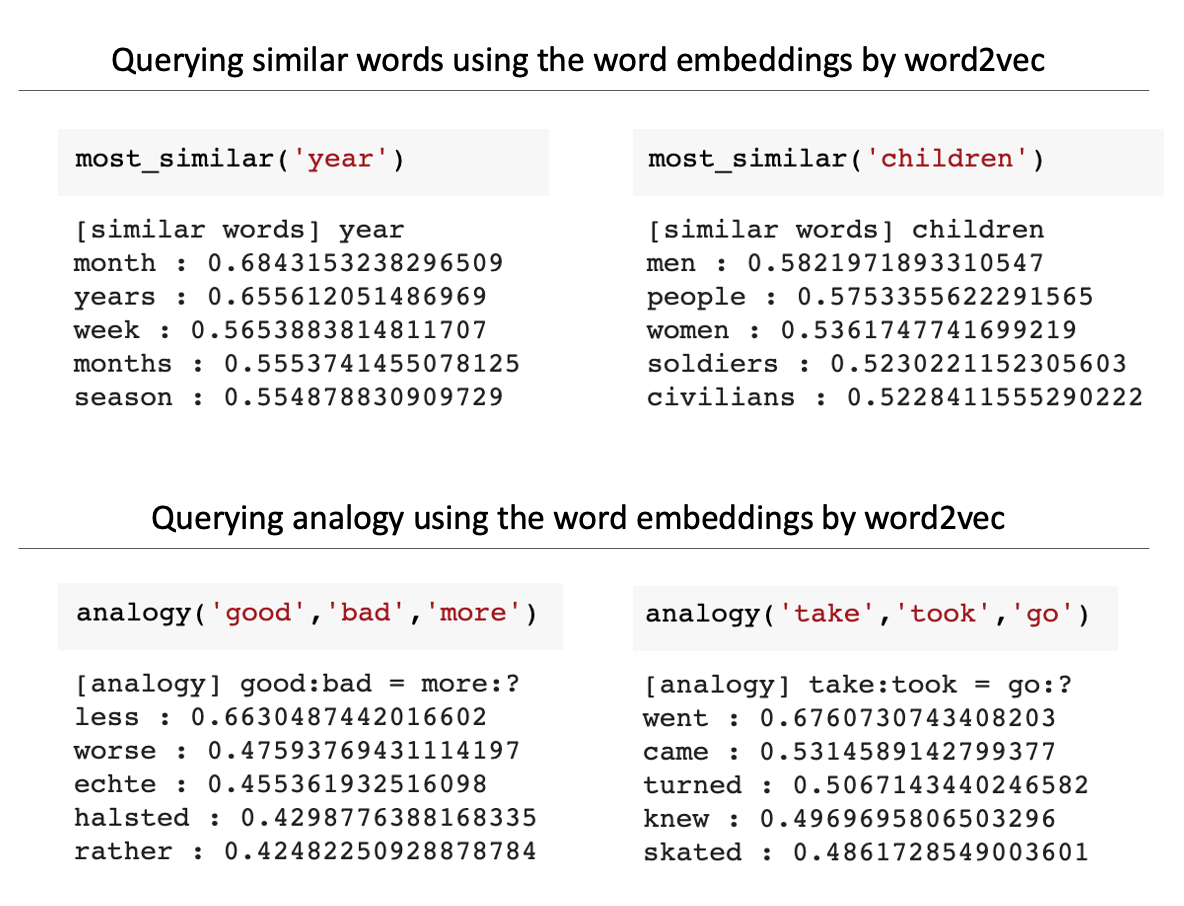 Querying similar words using the word embeddings by word2vec
most_similar('year')
[similar words] year
month : 0.6843153238296509
years : 0.655612051486969
week : 0.5653883814811707
months : 0.5553741455078125
season : 0.554878830909729
most_similar('children')
[similar words] children
men : 0.5821971893310547
people : 0.5753355622291565
women : 0.5361747741699219
soldiers : 0.5230221152305603
civilians : 0.5228411555290222
Querying analogy using the word embeddings by word2vec
analogy('good','bad','more')
[analogy] good:bad = more:?
less : 0.6630487442016602
worse : 0.47593769431114197
echte : 0.455361932516098
halsted : 0.4298776388168335
rather : 0.42482250928878784
analogy('take','took','go')
[analogy] take:took = go:?
went : 0.6760730743408203
came : 0.5314589142799377
turned : 0.5067143440246582
knew : 0.4969695806503296
skated : 0.4861728549003601